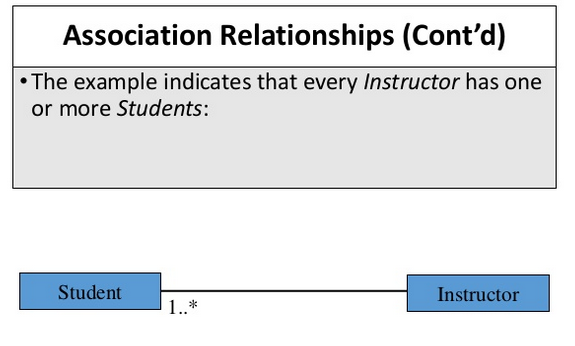 Association Relationships (Cont’d)
•The example indicates that every Instructor has one
or more Students:
Student
Instructor
1..*